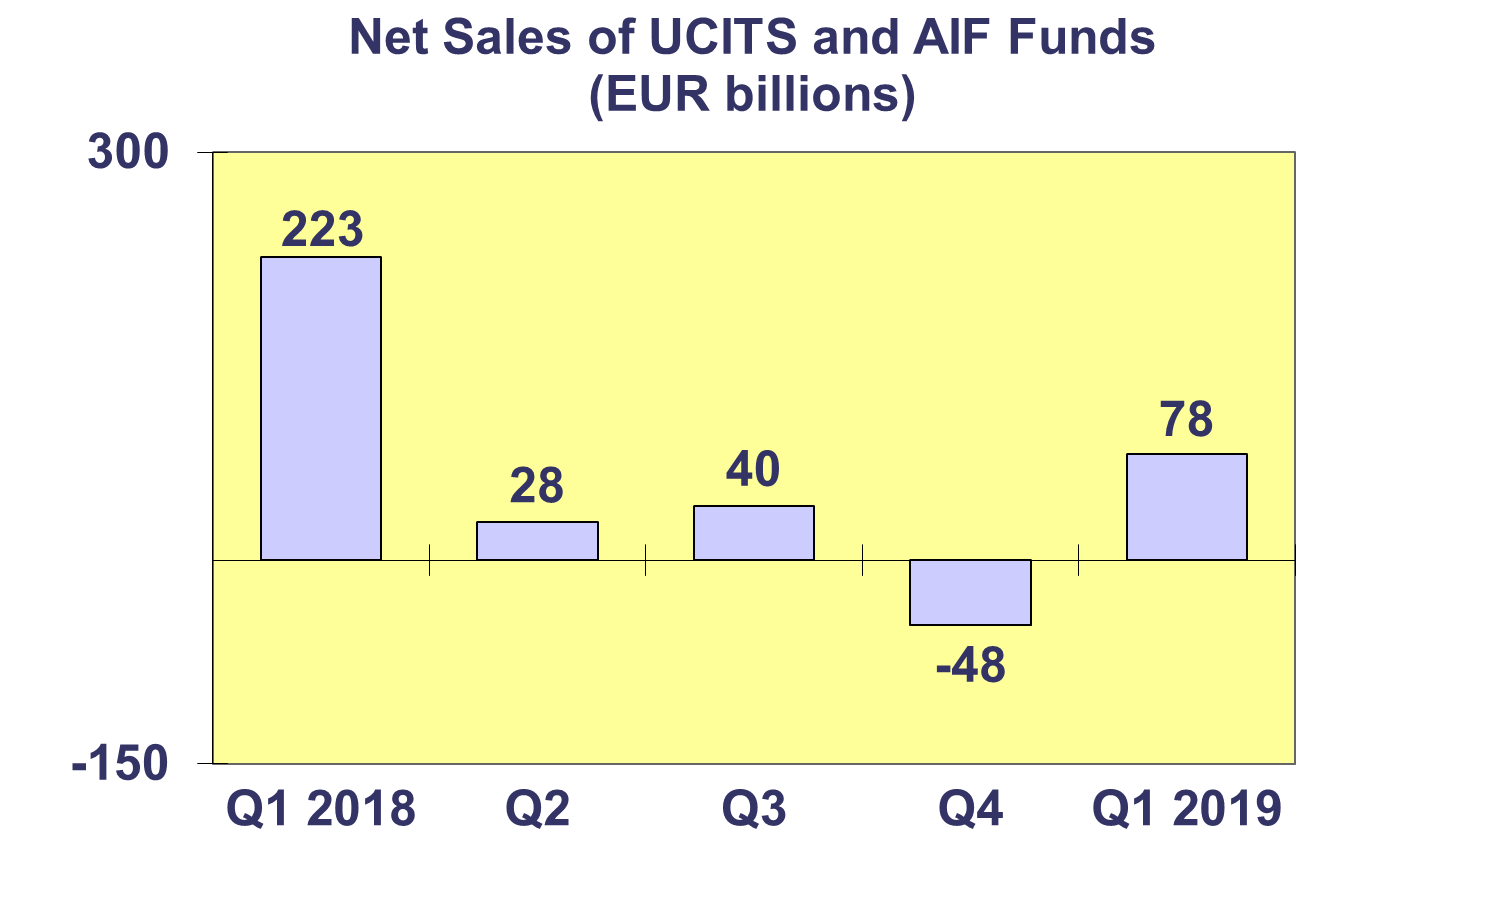 Net Sales of UCITS and AIF Funds
(EUR billions)
300
223
78
40
28
-48
-150
Q1 2018 Q2 Q3 Q4 Q1 2019